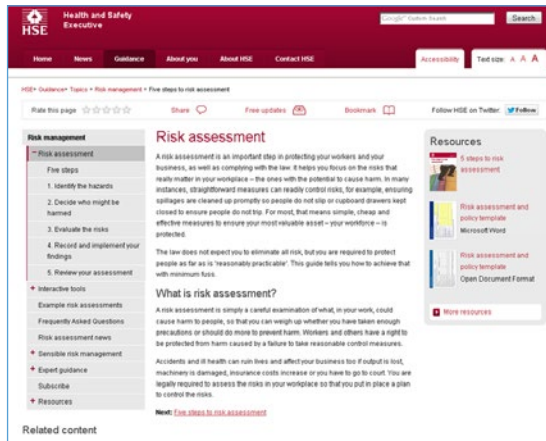 HSE
Health and Safety
Executive
Google Custom Search
Search
Home
News
Guidance
About you
About HSE
Contact HSE
Accessibility
Text size: A A A
HSE Guidance Topics Risk management Five steps to risk assessment
Rate this page
Share
Free updates
Bookmark
Follow HSE on Twitter:
Follow
Risk management
− Risk assessment
Five steps
1. Identify the hazards
2. Decide who might be
harmed
3. Evaluate the risks
4. Record and implement your
findings
5. Review your assessment
+ Interactive tools
Example risk assessments
Frequently Asked Questions
Risk assessment news
+ Sensible risk management
+ Expert guidance
Subscribe
+ Resources
Related content
Risk assessment
A risk assessment is an important step in protecting your workers and your
business, as well as complying with the law. It helps you focus on the risks that
really matter in your workplace – the ones with the potential to cause harm. In many
instances, straightforward measures can readily control risks, for example, ensuring
spillages are cleaned up promptly so people do not slip or cupboard drawers kept
closed to ensure people do not trip. For most, that means simple, cheap and
effective measures to ensure your most valuable asset – your workforce – is
protected.
The law does not expect you to eliminate all risk, but you are required to protect
people as far as is 'reasonably practicable'. This guide tells you how to achieve that
with minimum fuss.
What is risk assessment?
A risk assessment is simply a careful examination of what, in your work, could
cause harm to people, so that you can weigh up whether you have taken enough
precautions or should do more to prevent harm. Workers and others have a right to
be protected from harm caused by a failure to take reasonable control measures.
Accidents and ill health can ruin lives and affect your business too if output is lost,
machinery is damaged, insurance costs increase or you have to go to court. You are
legally required to assess the risks in your workplace so that you put in place a plan
to control the risks.
Next: Five steps to risk assessment
Resources
5 steps to risk
assessment
Risk assessment and
policy template
Microsoft Word
Risk assessment and
policy template
Open Document Format
+ More resources